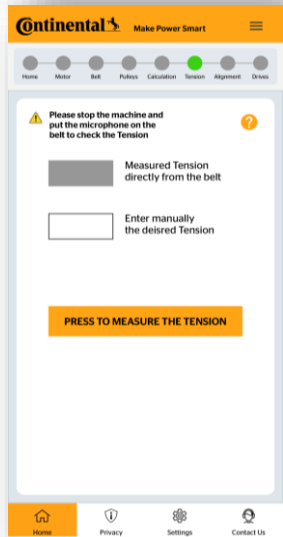 Continental
Make Power Smart
Home Motor Belt Pulleys Calculation Tension Alignment Drives
Please stop the machine and
put the microphone on the
belt to check the Tension
?
Measured Tension
directly from the belt
Enter manually
the deisred Tension
PRESS TO MEASURE THE TENSION
Home Privacy Settings Contact Us